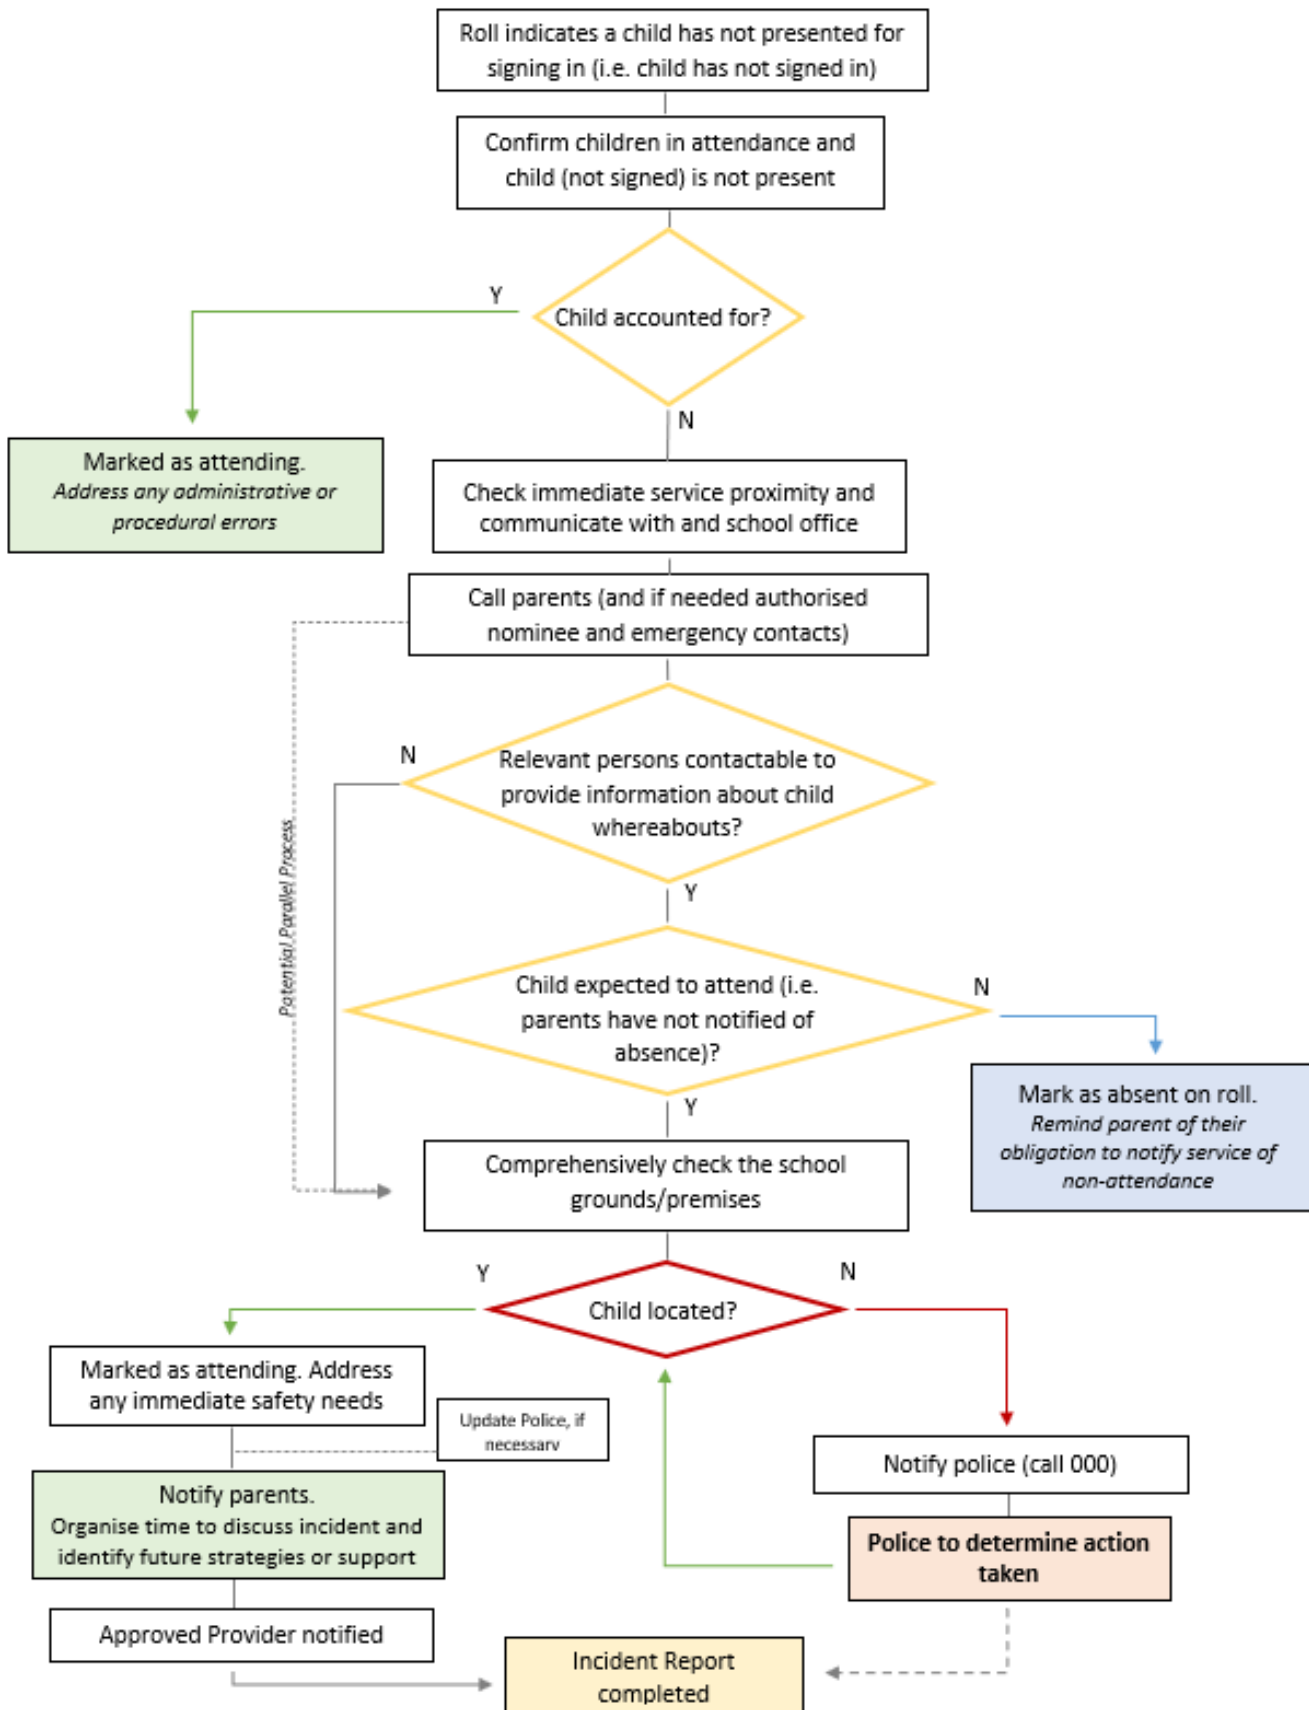 Roll indicates a child has not presented for
signing in (i.e. child has not signed in)
Confirm children in attendance and
child (not signed) is not present
Y
Child accounted for?
N
Marked as attending.
Address any administrative or
procedural errors
Check immediate service proximity and
communicate with and school office
Call parents (and if needed authorised
nominee and emergency contacts)
N
Relevant persons contactable to
provide information about child
whereabouts?
Potential Parallel Process
Y
Child expected to attend (i.e.
parents have not notified of
absence)?
N
Y
Mark as absent on roll.
Remind parent of their
obligation to notify service of
non-attendance
Comprehensively check the school
grounds/premises
Y
N
Child located?
Marked as attending. Address
any immediate safety needs
Update Police, if
necessary
Notify police (call 000)
Notify parents.
Organise time to discuss incident and
identify future strategies or support
Police to determine action
taken
Approved Provider notified
Incident Report
completed